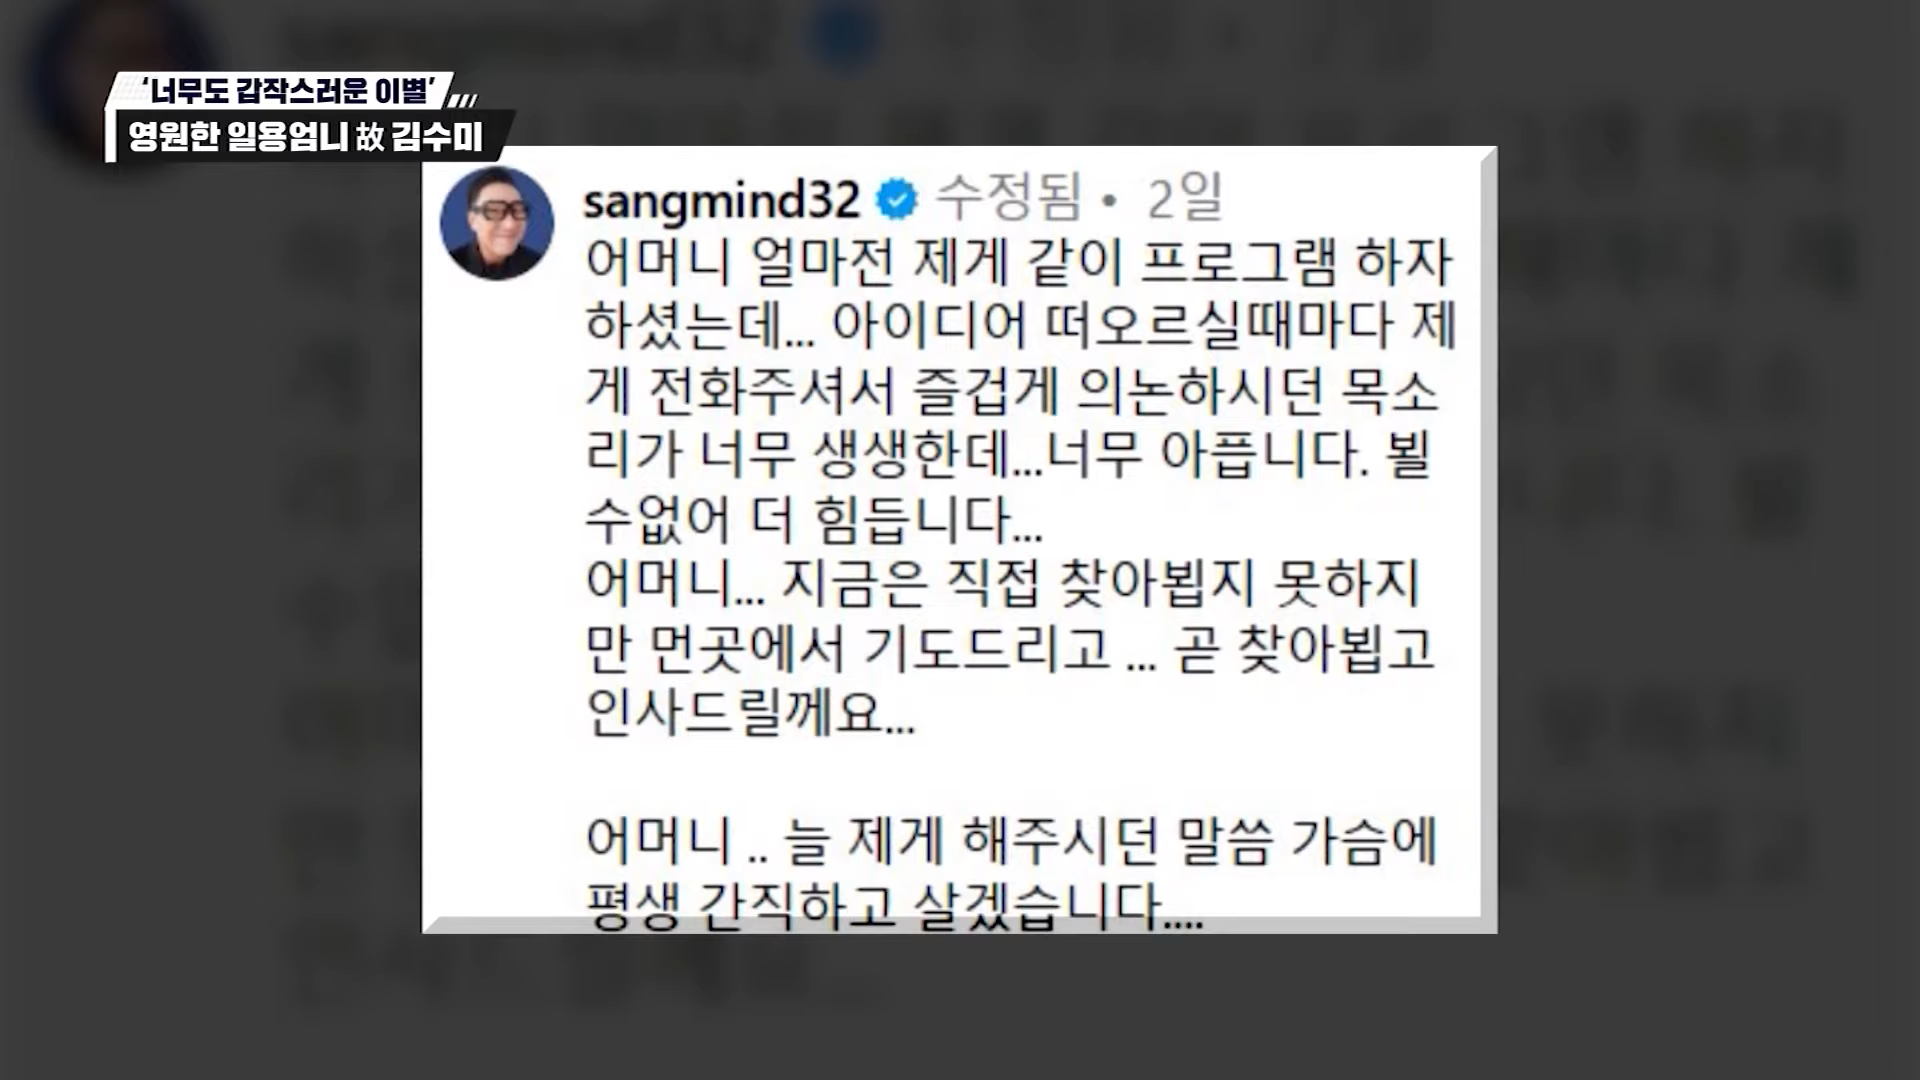 ‘너무도 갑작스러운 이별’
영원한 일용엄니 故 김수미
sangmind32 수정됨 • 2일
어머니 얼마전 제게 같이 프로그램 하자
하셨는데... 아이디어 떠오르실때마다 제
게 전화주셔서 즐겁게 의논하시던 목소
리가 너무 생생한데...너무 아픕니다. 뵐
수없어 더 힘듭니다...
어머니... 지금은 직접 찾아뵙지 못하지
만 먼곳에서 기도드리고 ... 곧 찾아뵙고
인사드릴께요...
어머니 .. 늘 제게 해주시던 말씀 가슴에
평생 간직하고 살겠습니다....